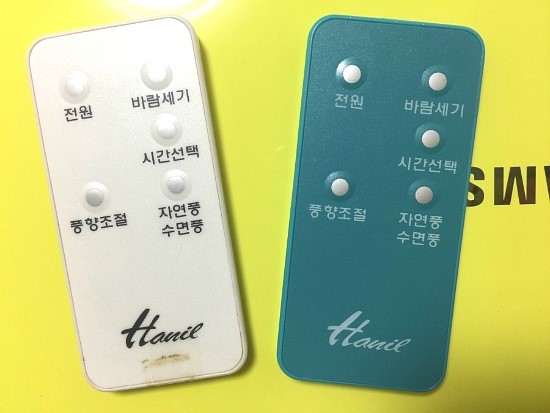 전원
바람세기
시간선택
풍향조절
자연풍
수면풍
Hanil
전원
바람세기
시간선택
풍향조절
자연풍
수면풍
Hanil